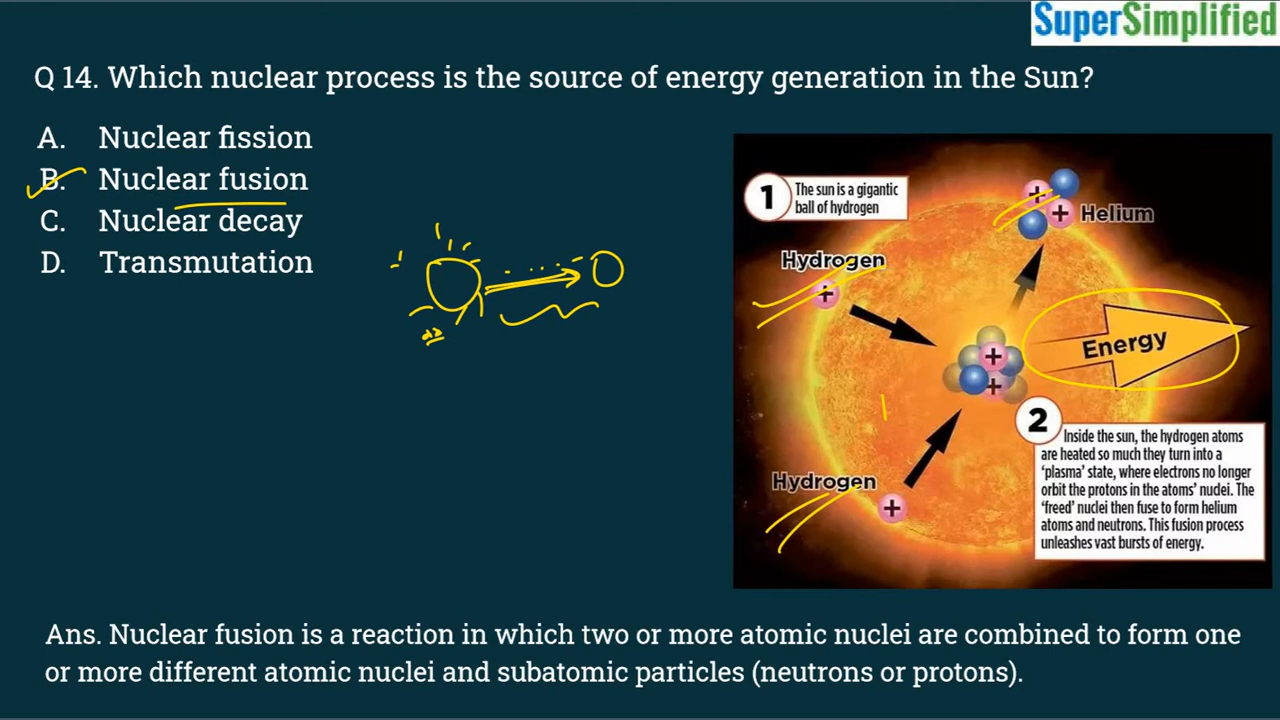 SuperSimplified
Q 14. Which nuclear process is the source of energy generation in the Sun?
A. Nuclear fission
B. Nuclear fusion
C. Nuclear decay
D. Transmutation
1
The sun is a gigantic
ball of hydrogen
+
+
Helium
Hydrogen
+
+
+
Energy
Hydrogen
+
2
Inside the sun, the hydrogen atoms
are heated so much they turn into a
‘plasma’ state, where electrons no longer
orbit the protons in the atoms’ nuclei. The
‘freed’ nuclei then fuse to form helium
atoms and neutrons. This fusion process
unleashes vast bursts of energy.
Ans. Nuclear fusion is a reaction in which two or more atomic nuclei are combined to form one
or more different atomic nuclei and subatomic particles (neutrons or protons).